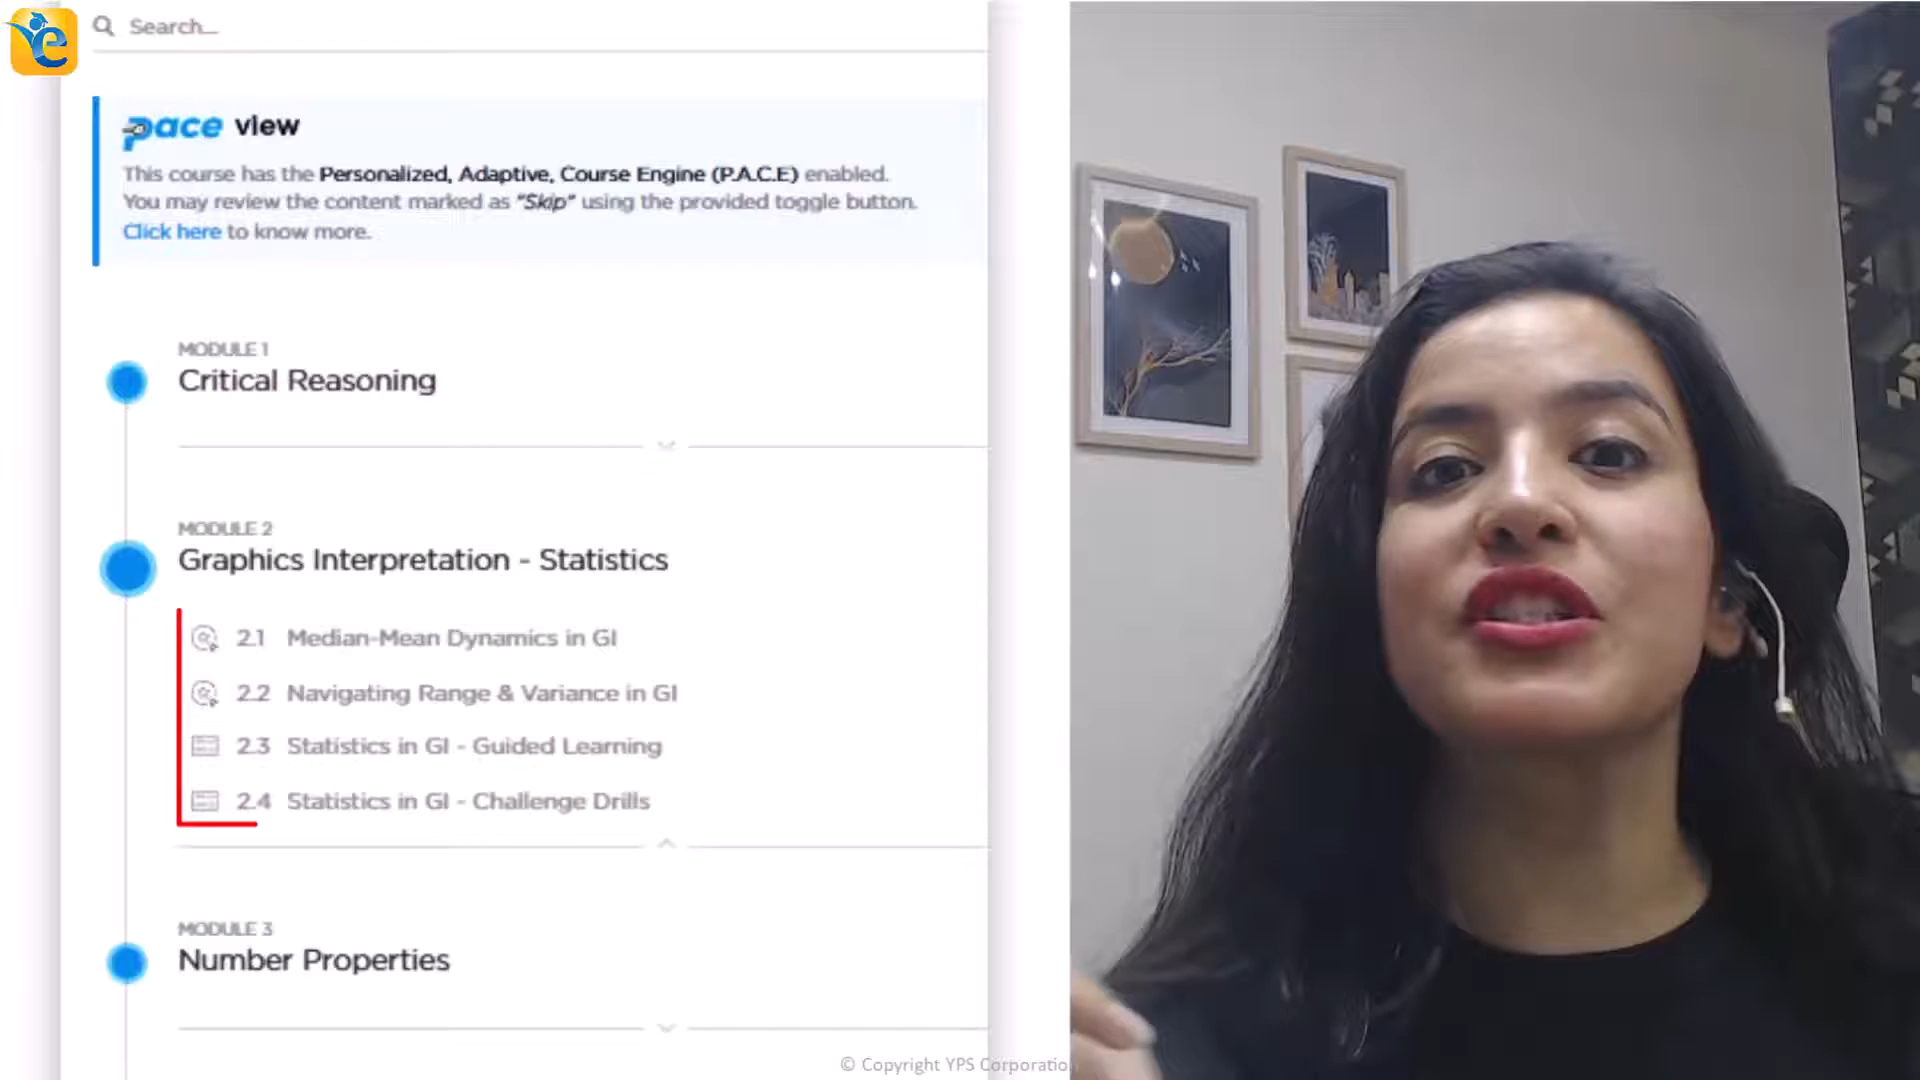 Search...
pace view
This course has the Personalized, Adaptive, Course Engine (P.A.C.E) enabled.
You may review the content marked as "Skip" using the provided toggle button.
Click here to know more.
MODULE 1
Critical Reasoning
MODULE 2
Graphics Interpretation - Statistics
2.1 Median-Mean Dynamics in GI
2.2 Navigating Range & Variance in GI
2.3 Statistics in GI - Guided Learning
2.4 Statistics in GI - Challenge Drills
MODULE 3
Number Properties
© Copyright YPS Corporation